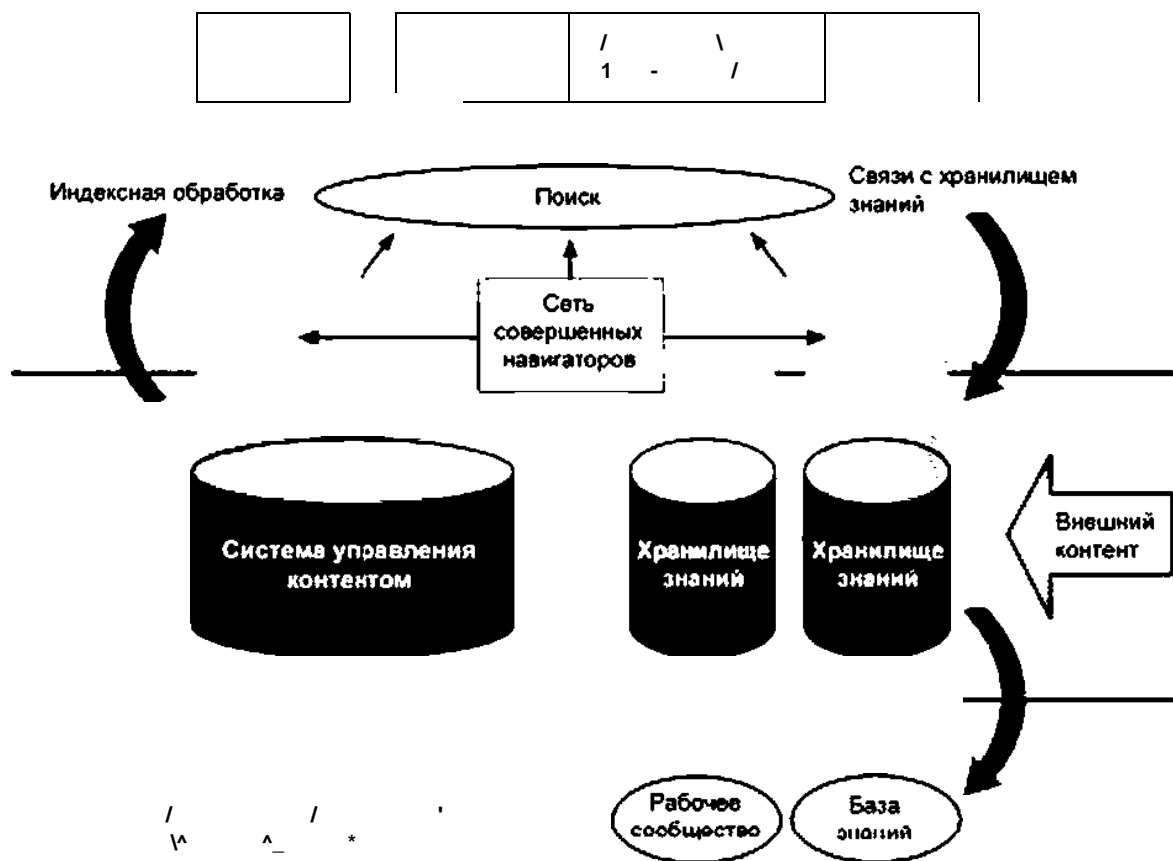 / \
1 - /
Индексная обработка
Поиск
Связи с хранилищем
знаний
Сеть
совершенных
навигаторов
Система управления
контентом
Хранилище
знаний
Хранилище
знаний
Внешний
контент
Рабочее
сообщество
База
знаний
/ / '
\^ ^_ *